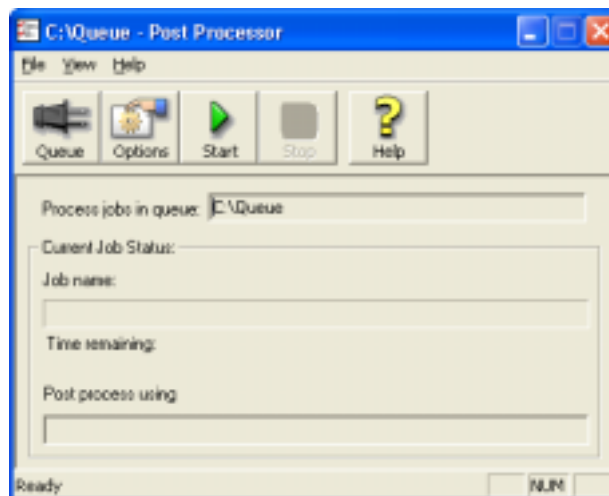 C:\Queue - Post Processor
File View Help
Queue Options Start Stop Help
Process jobs in queue: C:\Queue
Current Job Status:
Job name:
Time remaining:
Post process using
Ready NUM